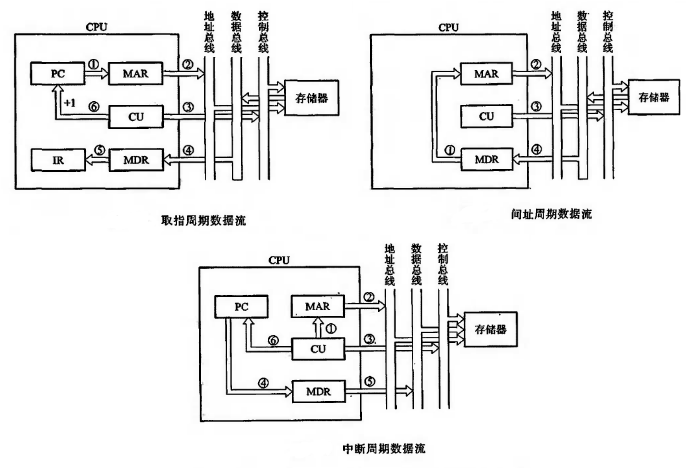 CPU
地址总线
数据总线
控制总线
PC
①
MAR
②
+1
⑥
CU
③
存储器
IR
⑤
MDR
④
取指周期数据流
CPU
地址总线
数据总线
控制总线
MAR
②
CU
③
存储器
①
MDR
④
间址周期数据流
CPU
地址总线
数据总线
控制总线
PC
MAR
②
①
⑥
CU
③
存储器
④
MDR
⑤
中断周期数据流